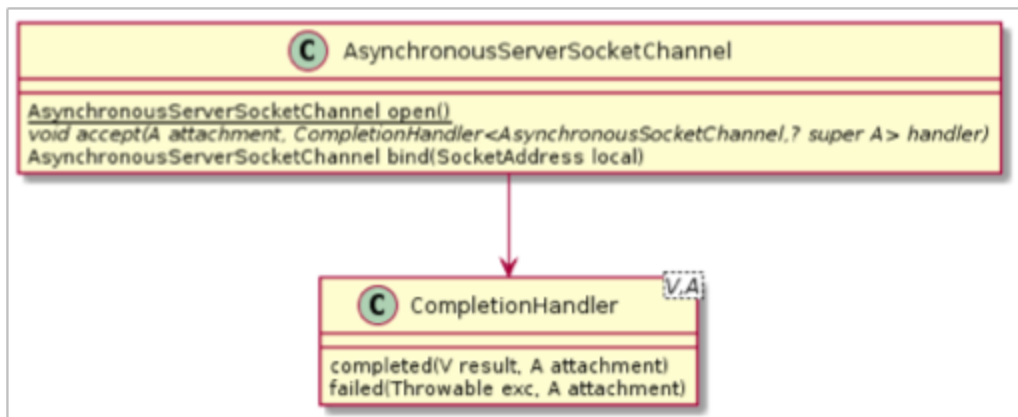 C AsynchronousServerSocketChannel
AsynchronousServerSocketChannel open()
void accept(A attachment, CompletionHandler<AsynchronousSocketChannel,? super A> handler)
AsynchronousServerSocketChannel bind(SocketAddress local)
V,A
C CompletionHandler
completed(V result, A attachment)
failed(Throwable exc, A attachment)